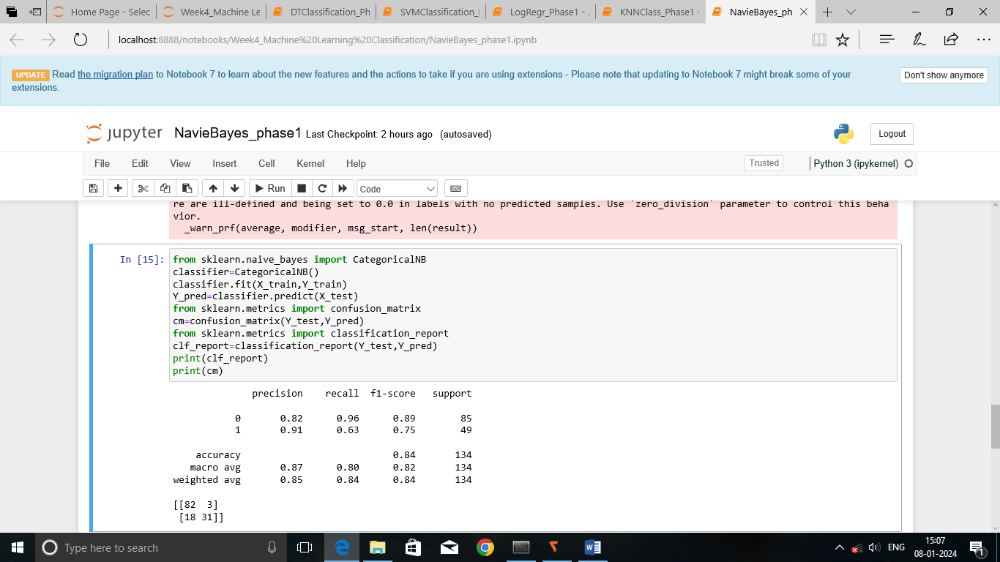 Home Page - Selec
Week4_Machine Le
DTClassification_Ph
SVMClassification_
LogRegr_Phase1 - .
KNNClass_Phase1 -
NavieBayes_ph
localhost:8888/notebooks/Week4_Machine%20Learning%20Classification/NavieBayes_phase1.ipynb
UPDATE Read the migration plan to Notebook 7 to learn about the new features and the actions to take if you are using extensions - Please note that updating to Notebook 7 might break some of your
extensions.
Don't show anymore
jupyter NavieBayes_phase1 Last Checkpoint: 2 hours ago (autosaved)
Logout
File Edit View Insert Cell Kernel Help
Trusted
Python 3 (ipykernel)
Run
Code
re are ill-defined and being set to 0.0 in labels with no predicted samples. Use `zero_division` parameter to control this beha
vior.
_warn_prf(average, modifier, msg_start, len(result))
In [15]:
from sklearn.naive_bayes import CategoricalNB
classifier=CategoricalNB()
classifier.fit(X_train,Y_train)
Y_pred=classifier.predict(X_test)
from sklearn.metrics import confusion_matrix
cm=confusion_matrix(Y_test,Y_pred)
from sklearn.metrics import classification_report
clf_report=classification_report(Y_test,Y_pred)
print(clf_report)
print(cm)
precision recall f1-score support
0 0.82 0.96 0.89 85
1 0.91 0.63 0.75 49
accuracy 0.84 134
macro avg 0.87 0.80 0.82 134
weighted avg 0.85 0.84 0.84 134
[[82 3]
[18 31]]
Type here to search
ENG
15:07
08-01-2024
1